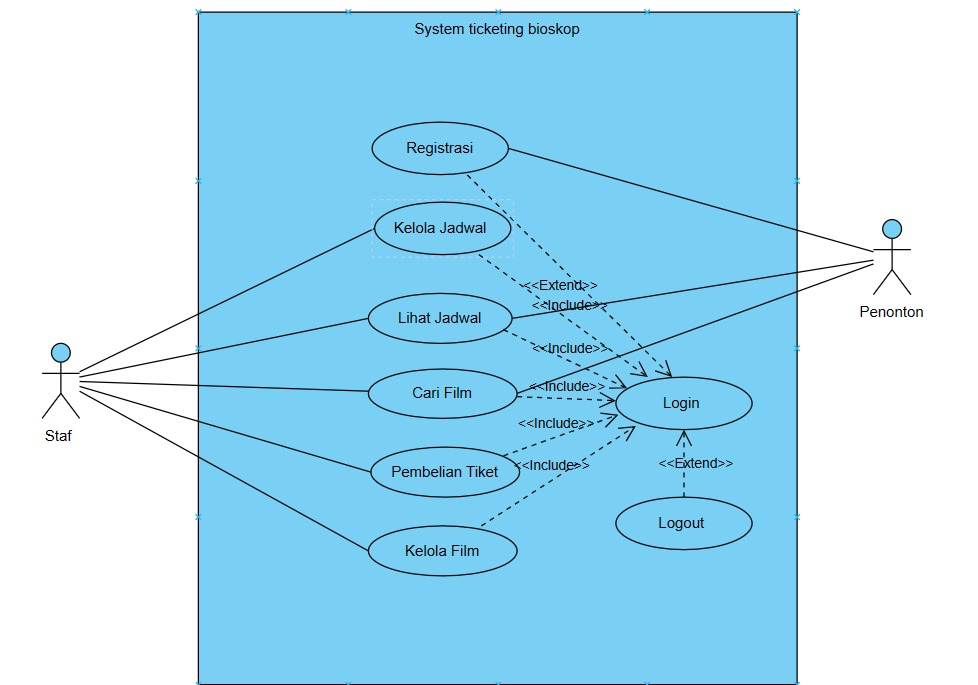 System ticketing bioskop
Registrasi
Kelola Jadwal
<<Extend>>
<<Include>>
Penonton
Lihat Jadwal
<<Include>>
<<Include>>
Cari Film
Login
<<Include>>
Staf
Pembelian Tiket
<<Include>>
<<Extend>>
Logout
Kelola Film